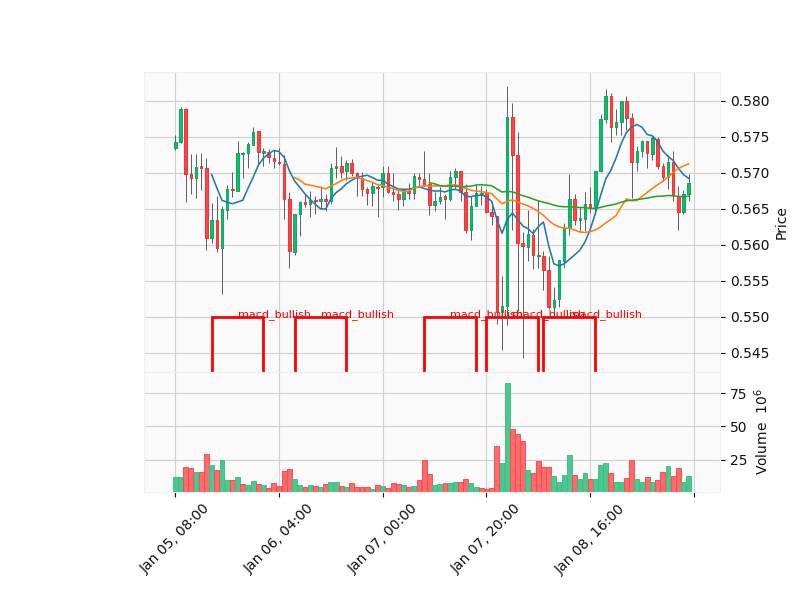 0.580
0.575
0.570
0.565
0.560
0.555
0.550
0.545
Price
macd_bullish
macd_bullish
macd_bullish
macd_bullish
macd_bullish
75
50
25
Volume 10⁶
Jan 05, 08:00
Jan 06, 04:00
Jan 07, 00:00
Jan 07, 20:00
Jan 08, 16:00